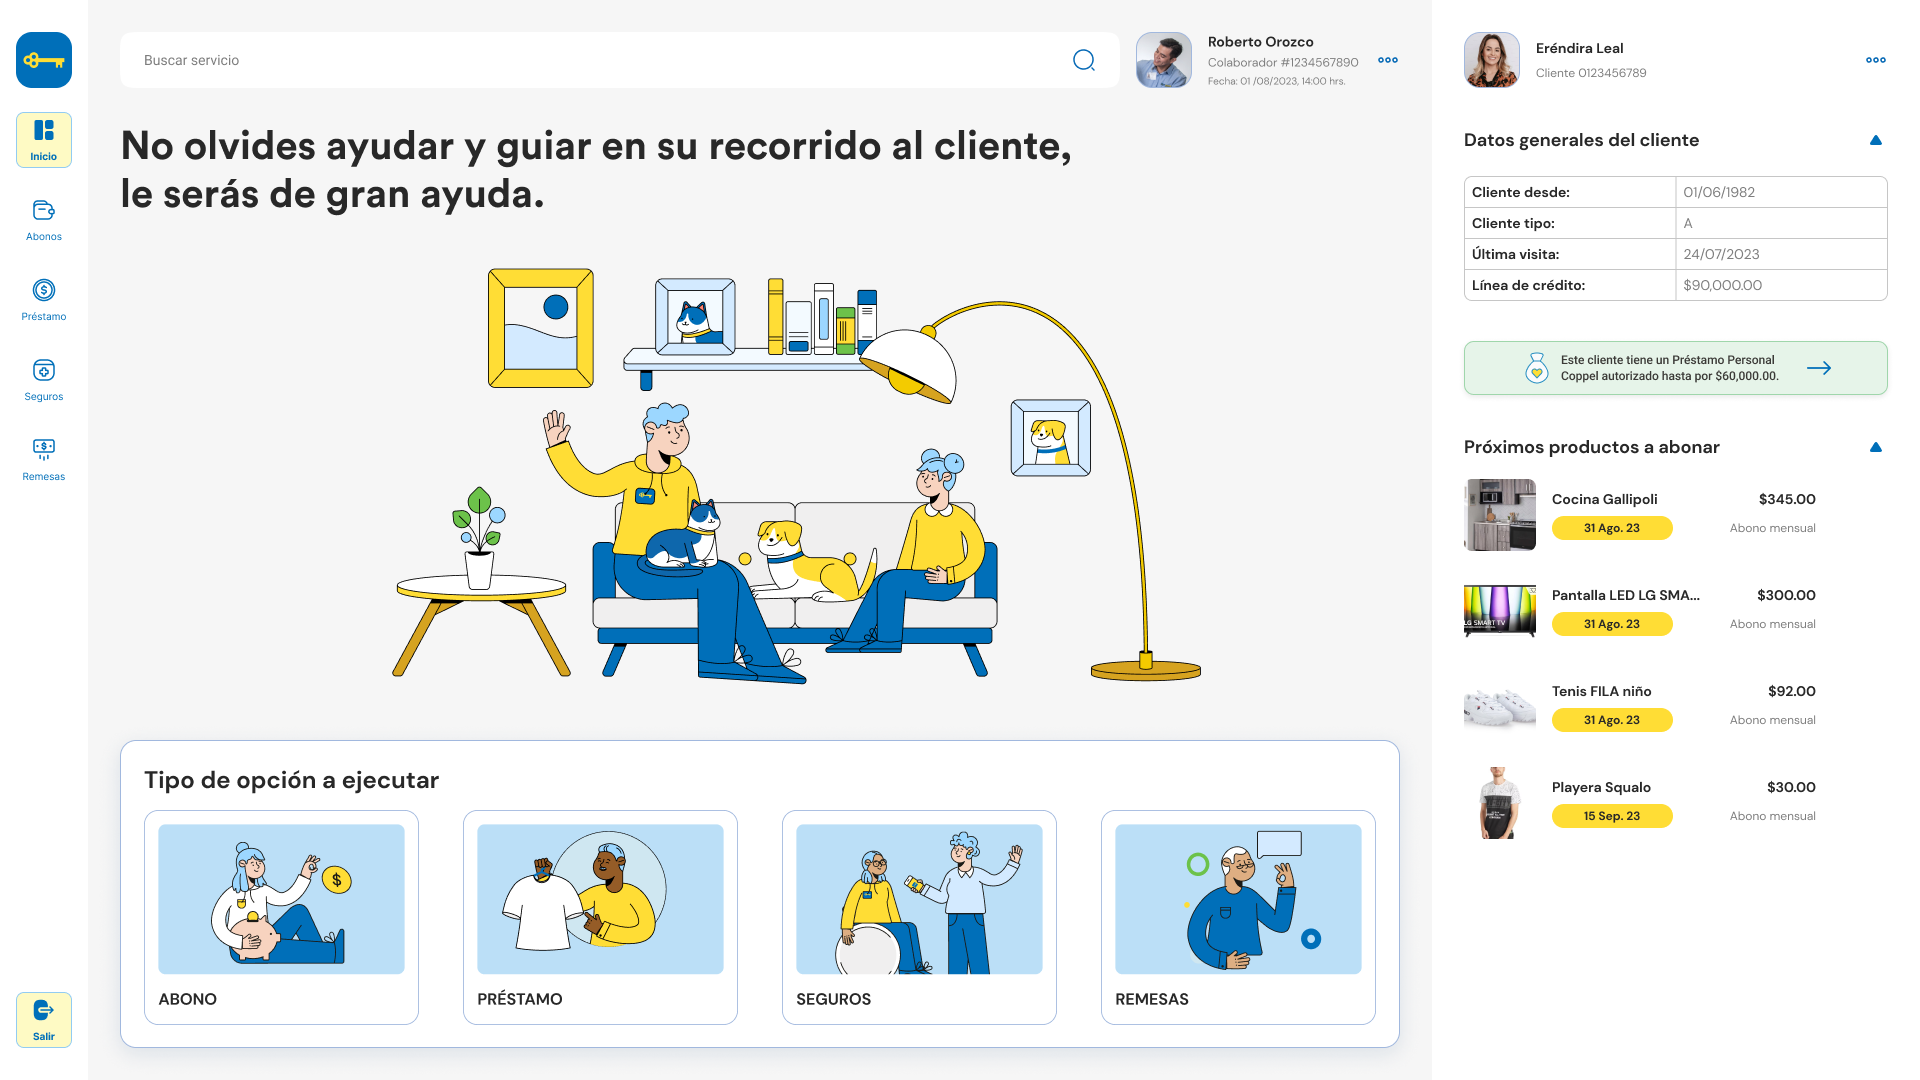 Inicio
Abonos
Préstamo
Seguros
Remesas
Salir
Buscar servicio
Roberto Orozco
Colaborador #1234567890
Fecha: 01 /08/2023, 14:00 hrs.
No olvides ayudar y guiar en su recorrido al cliente,
le serás de gran ayuda.
Tipo de opción a ejecutar
ABONO
PRÉSTAMO
SEGUROS
REMESAS
Eréndira Leal
Cliente 0123456789
Datos generales del cliente
Cliente desde: 01/06/1982
Cliente tipo: A
Última visita: 24/07/2023
Línea de crédito: $90,000.00
Este cliente tiene un Préstamo Personal
Coppel autorizado hasta por $60,000.00.
Próximos productos a abonar
Cocina Gallipoli $345.00
31 Ago. 23 Abono mensual
Pantalla LED LG SMA... $300.00
31 Ago. 23 Abono mensual
LG SMART TV
Tenis FILA niño $92.00
31 Ago. 23 Abono mensual
Playera Squalo $30.00
15 Sep. 23 Abono mensual